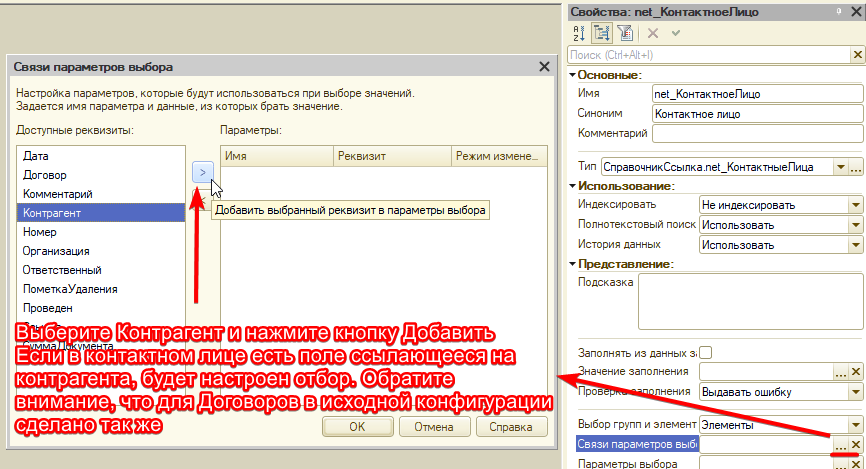 Связи параметров выбора
Настройка параметров, которые будут использоваться при выборе значений.
Задается имя параметра и данные, из которых брать значение.
Доступные реквизиты:
Дата
Договор
Комментарий
Контрагент
Номер
Организация
Ответственный
ПометкаУдаления
Проведен
СуммаДокумента
>
<
Добавить выбранный реквизит в параметры выбора
Параметры:
Имя Реквизит Режим измене...
Выберите Контрагент и нажмите кнопку Добавить
Если в контактном лице есть поле ссылающееся на
контрагента, будет настроен отбор. Обратите
внимание, что для Договоров в исходной конфигурации
сделано так же
ОК Отмена Справка
Свойства: net_КонтактноеЛицо
Поиск (Ctrl+Alt+I)
Основные:
Имя net_КонтактноеЛицо
Синоним Контактное лицо
Комментарий
Тип СправочникСсылка.net_КонтактныеЛица
Использование:
Индексировать Не индексировать
Полнотекстовый поиск Использовать
История данных Использовать
Представление:
Подсказка
Заполнять из данных за
Значение заполнения
Проверка заполнения Выдавать ошибку
Выбор групп и элемент Элементы
Связи параметров выбо
Параметры выбора